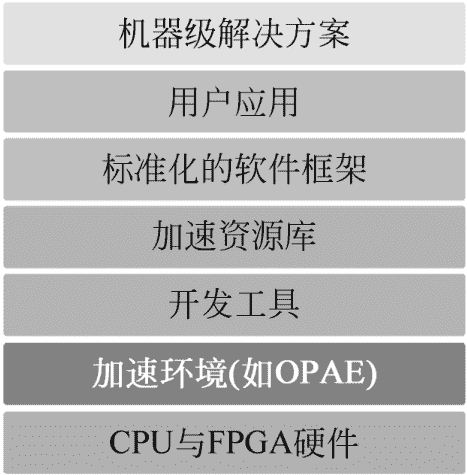 机器级解决方案
用户应用
标准化的软件框架
加速资源库
开发工具
加速环境(如OPAE)
CPU与FPGA硬件